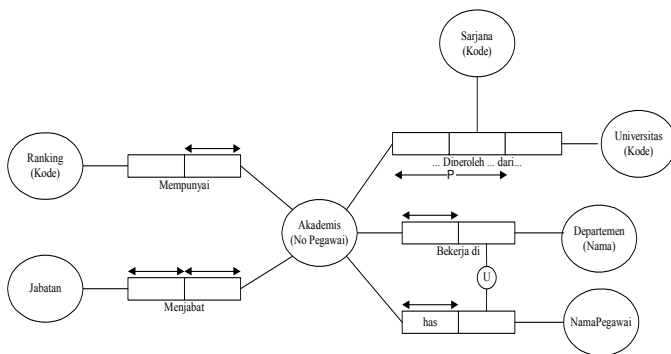 Sarjana
(Kode)
Ranking
(Kode)
Mempunyai
... Diperoleh ... dari...
P
Universitas
(Kode)
Akademis
(No Pegawai)
Bekerja di
Departemen
(Nama)
U
Jabatan
Menjabat
has
NamaPegawai